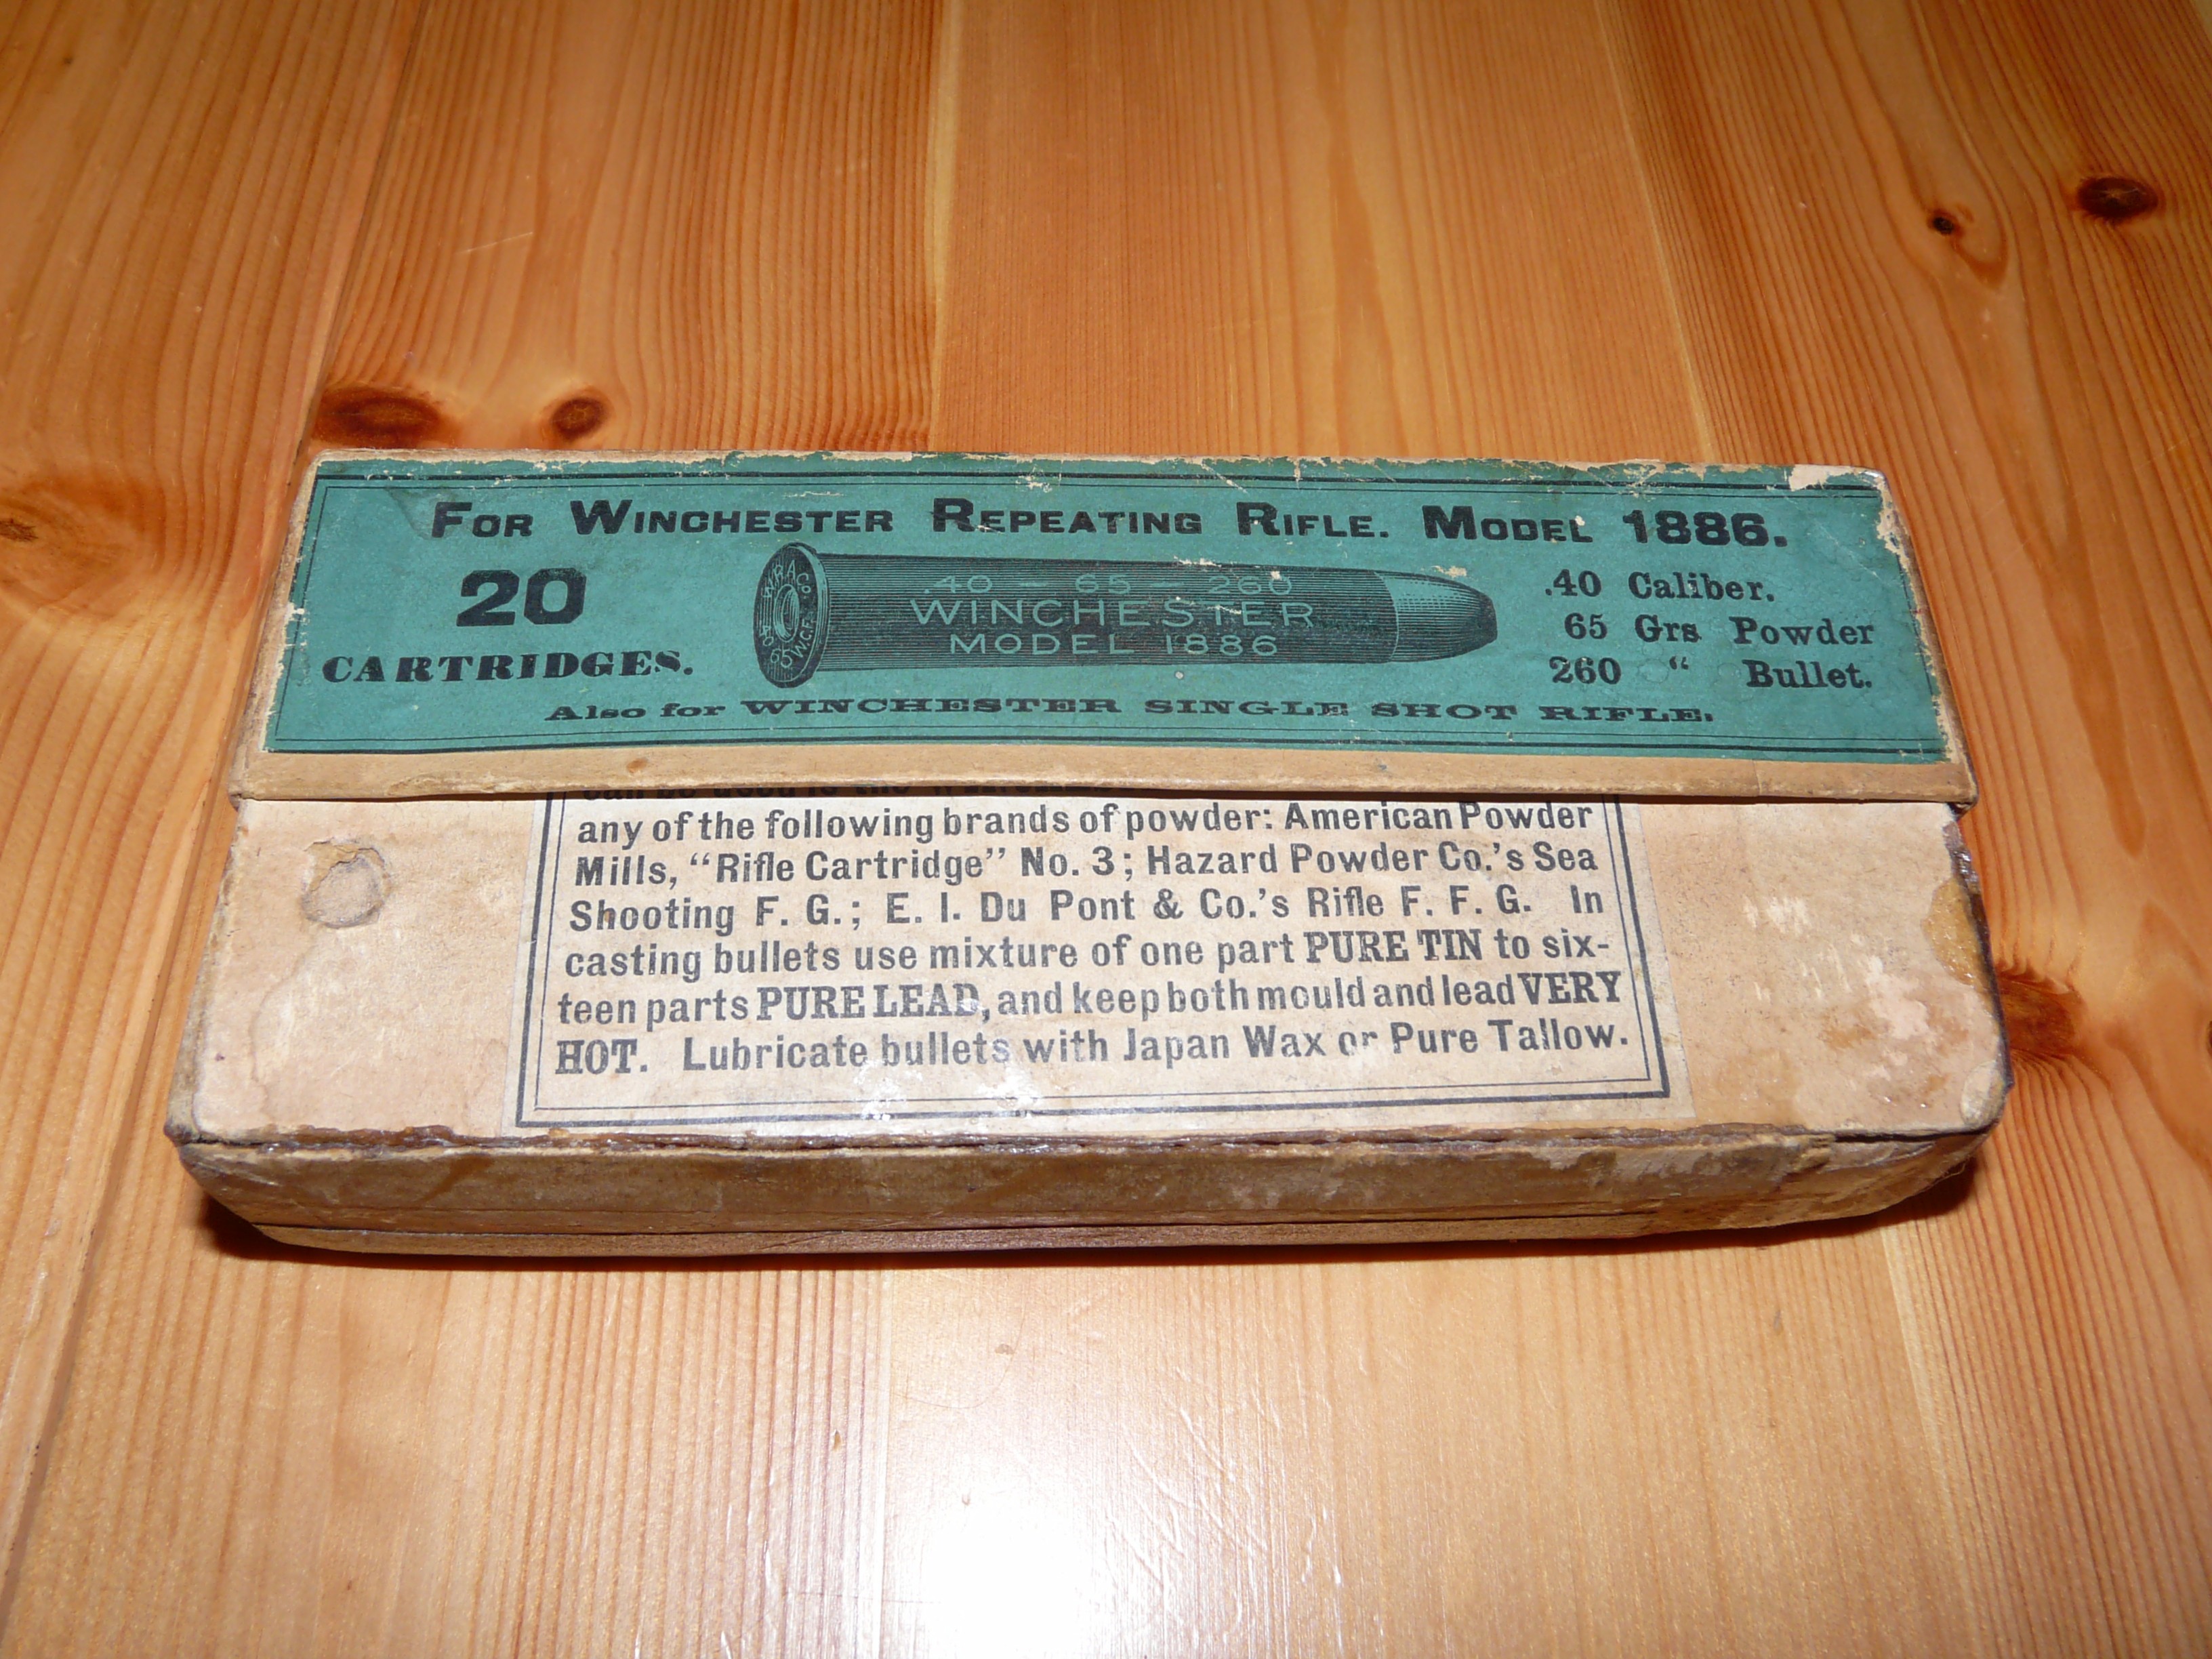 For Winchester Repeating Rifle. Model 1886.
20
CARTRIDGES.
W.R.A.Co.
65 W.C.F.
.40 — 65 — 260
WINCHESTER
MODEL 1886
.40 Caliber.
65 Grs Powder
260 " Bullet.
Also for WINCHESTER SINGLE SHOT RIFLE.
any of the following brands of powder: American Powder
Mills, "Rifle Cartridge" No. 3; Hazard Powder Co.'s Sea
Shooting F. G.; E. I. Du Pont & Co.'s Rifle F. F. G. In
casting bullets use mixture of one part PURE TIN to six-
teen parts PURE LEAD, and keep both mould and lead VERY
HOT. Lubricate bullets with Japan Wax or Pure Tallow.